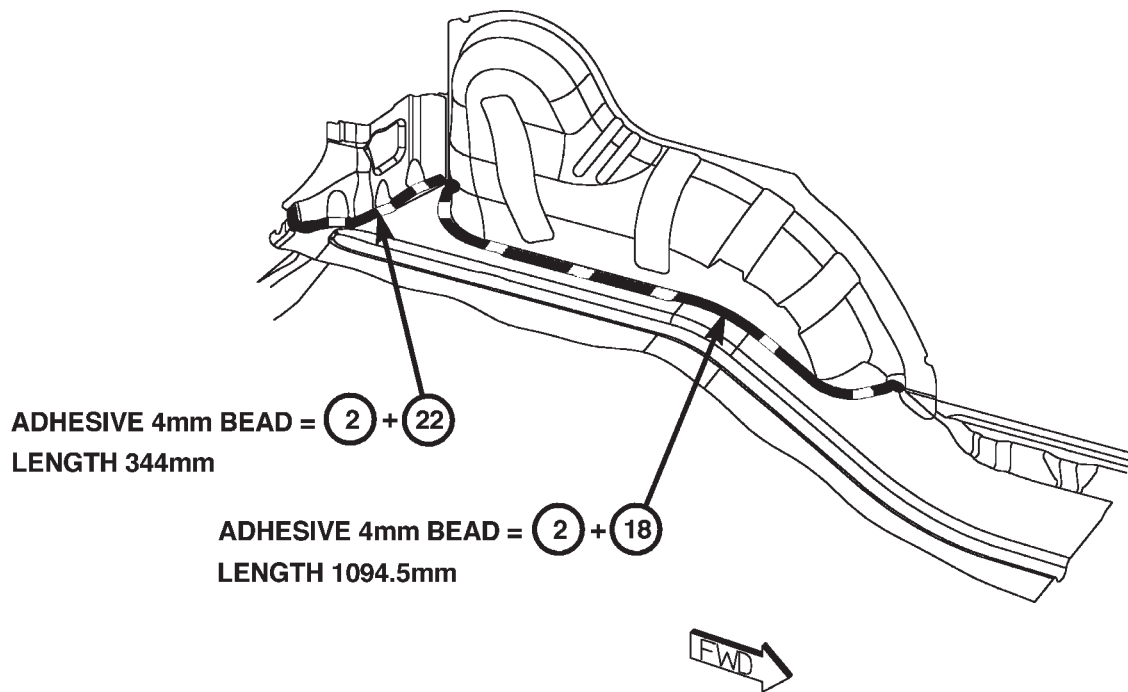 ADHESIVE 4mm BEAD = 2 + 22
LENGTH 344mm
ADHESIVE 4mm BEAD = 2 + 18
LENGTH 1094.5mm
FWD